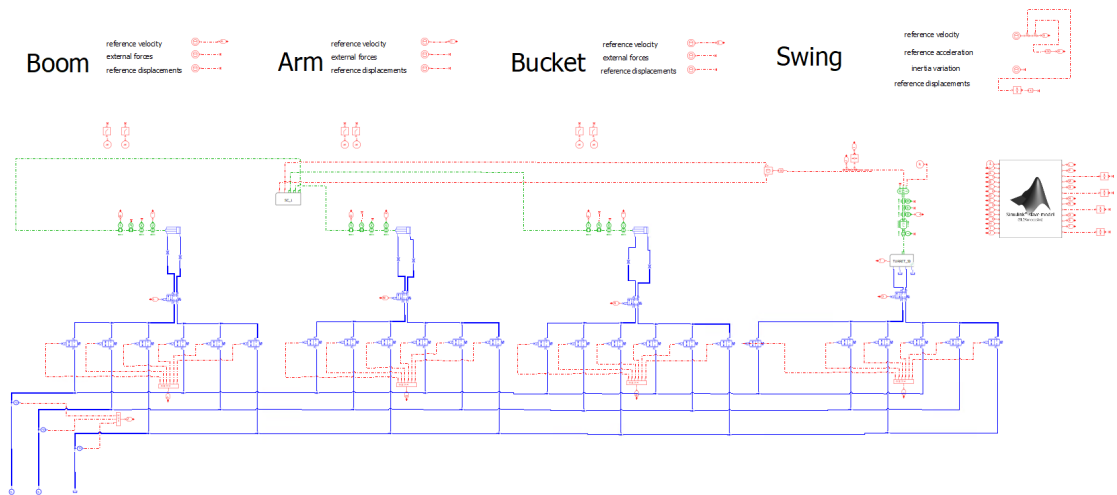 Boom
reference velocity
external forces
reference displacements
Arm
reference velocity
external forces
reference displacements
Bucket
reference velocity
external forces
reference displacements
Swing
reference velocity
reference acceleration
inertia variation
reference displacements